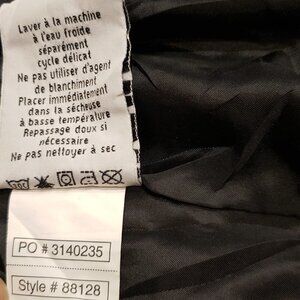 Laver à la machine
à l'eau froide
séparément
cycle délicat
Ne pas utiliser d'agent
de blanchiment
Placer immédiatement
dans la sécheuse
à basse température
Repassage doux si
nécessaire
Ne pas nettoyer à sec
PO # 3140235
Style # 88128